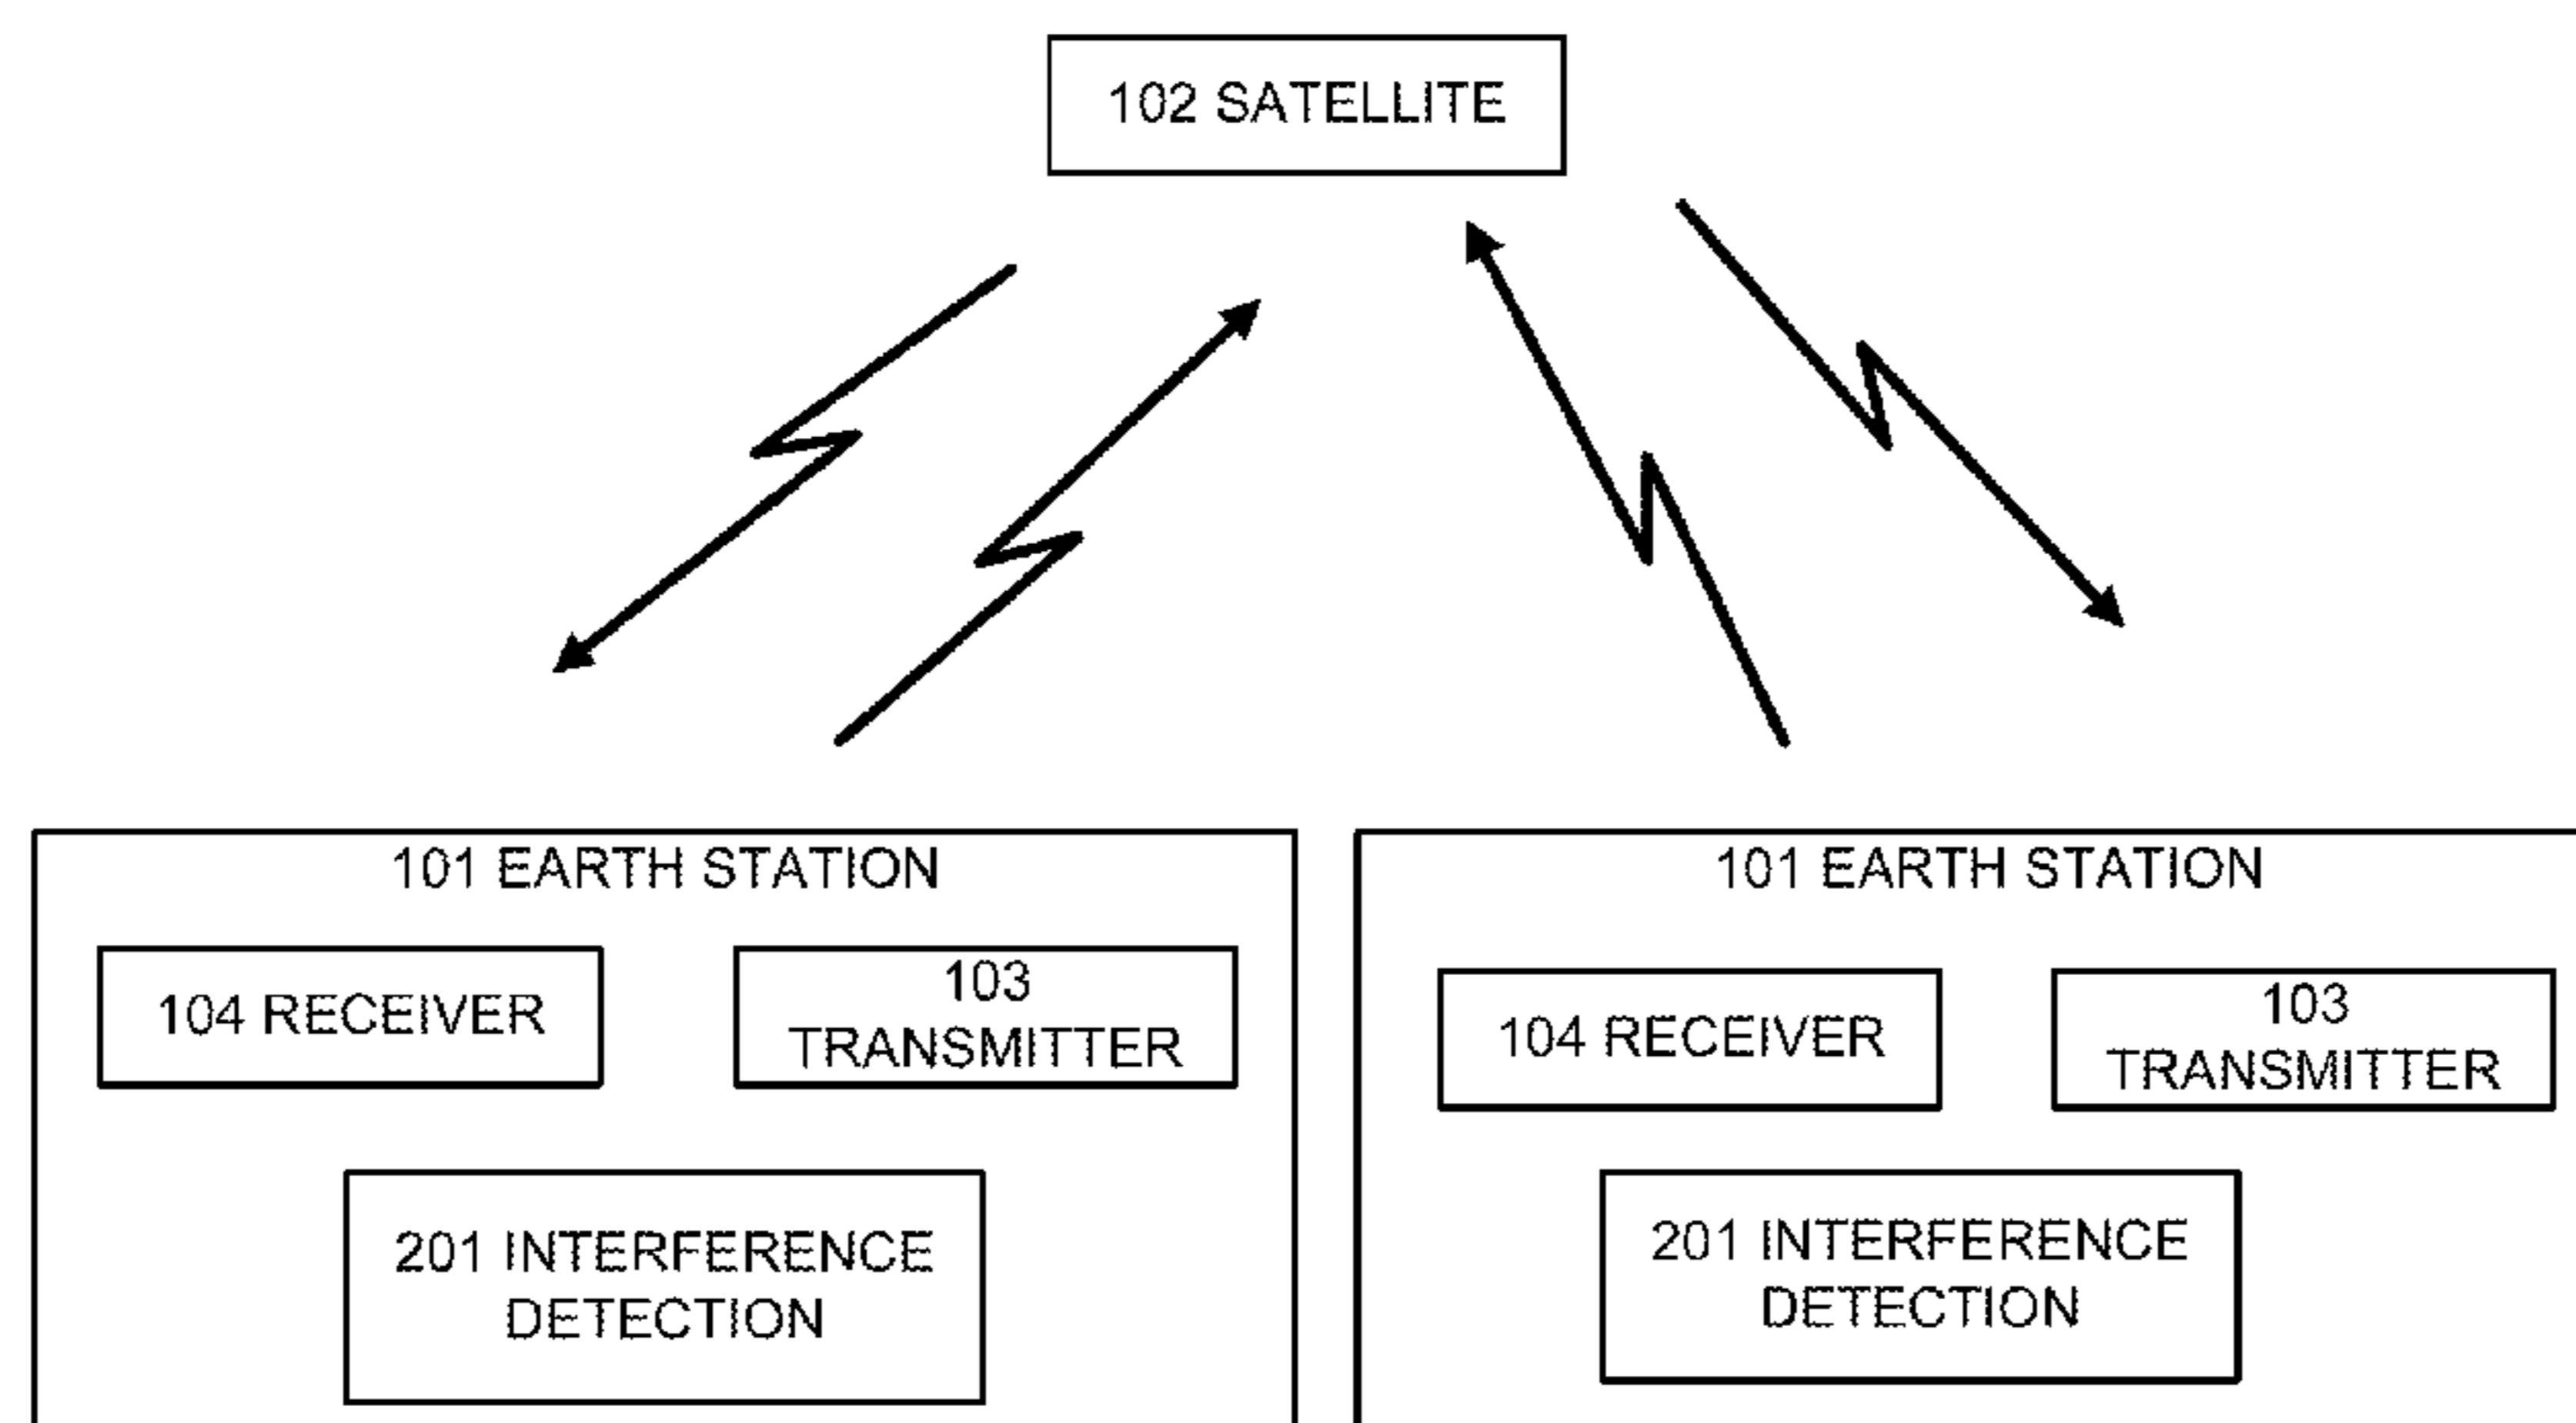 102 SATELLITE
101 EARTH STATION
104 RECEIVER
103
TRANSMITTER
201 INTERFERENCE
DETECTION
101 EARTH STATION
104 RECEIVER
103
TRANSMITTER
201 INTERFERENCE
DETECTION